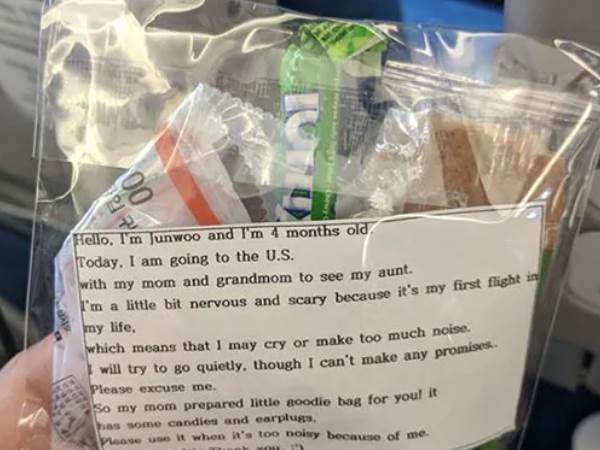 Hello, I'm Junwoo and I'm 4 months old.
Today, I am going to the U.S.
with my mom and grandmom to see my aunt.
I'm a little bit nervous and scary because it's my first flight in
my life,
which means that I may cry or make too much noise.
I will try to go quietly, though I can't make any promises..
Please excuse me.
So my mom prepared little goodie bag for you! it
has some candies and earplugs,
Please use it when it's too noisy because of me.
Thank you. :)